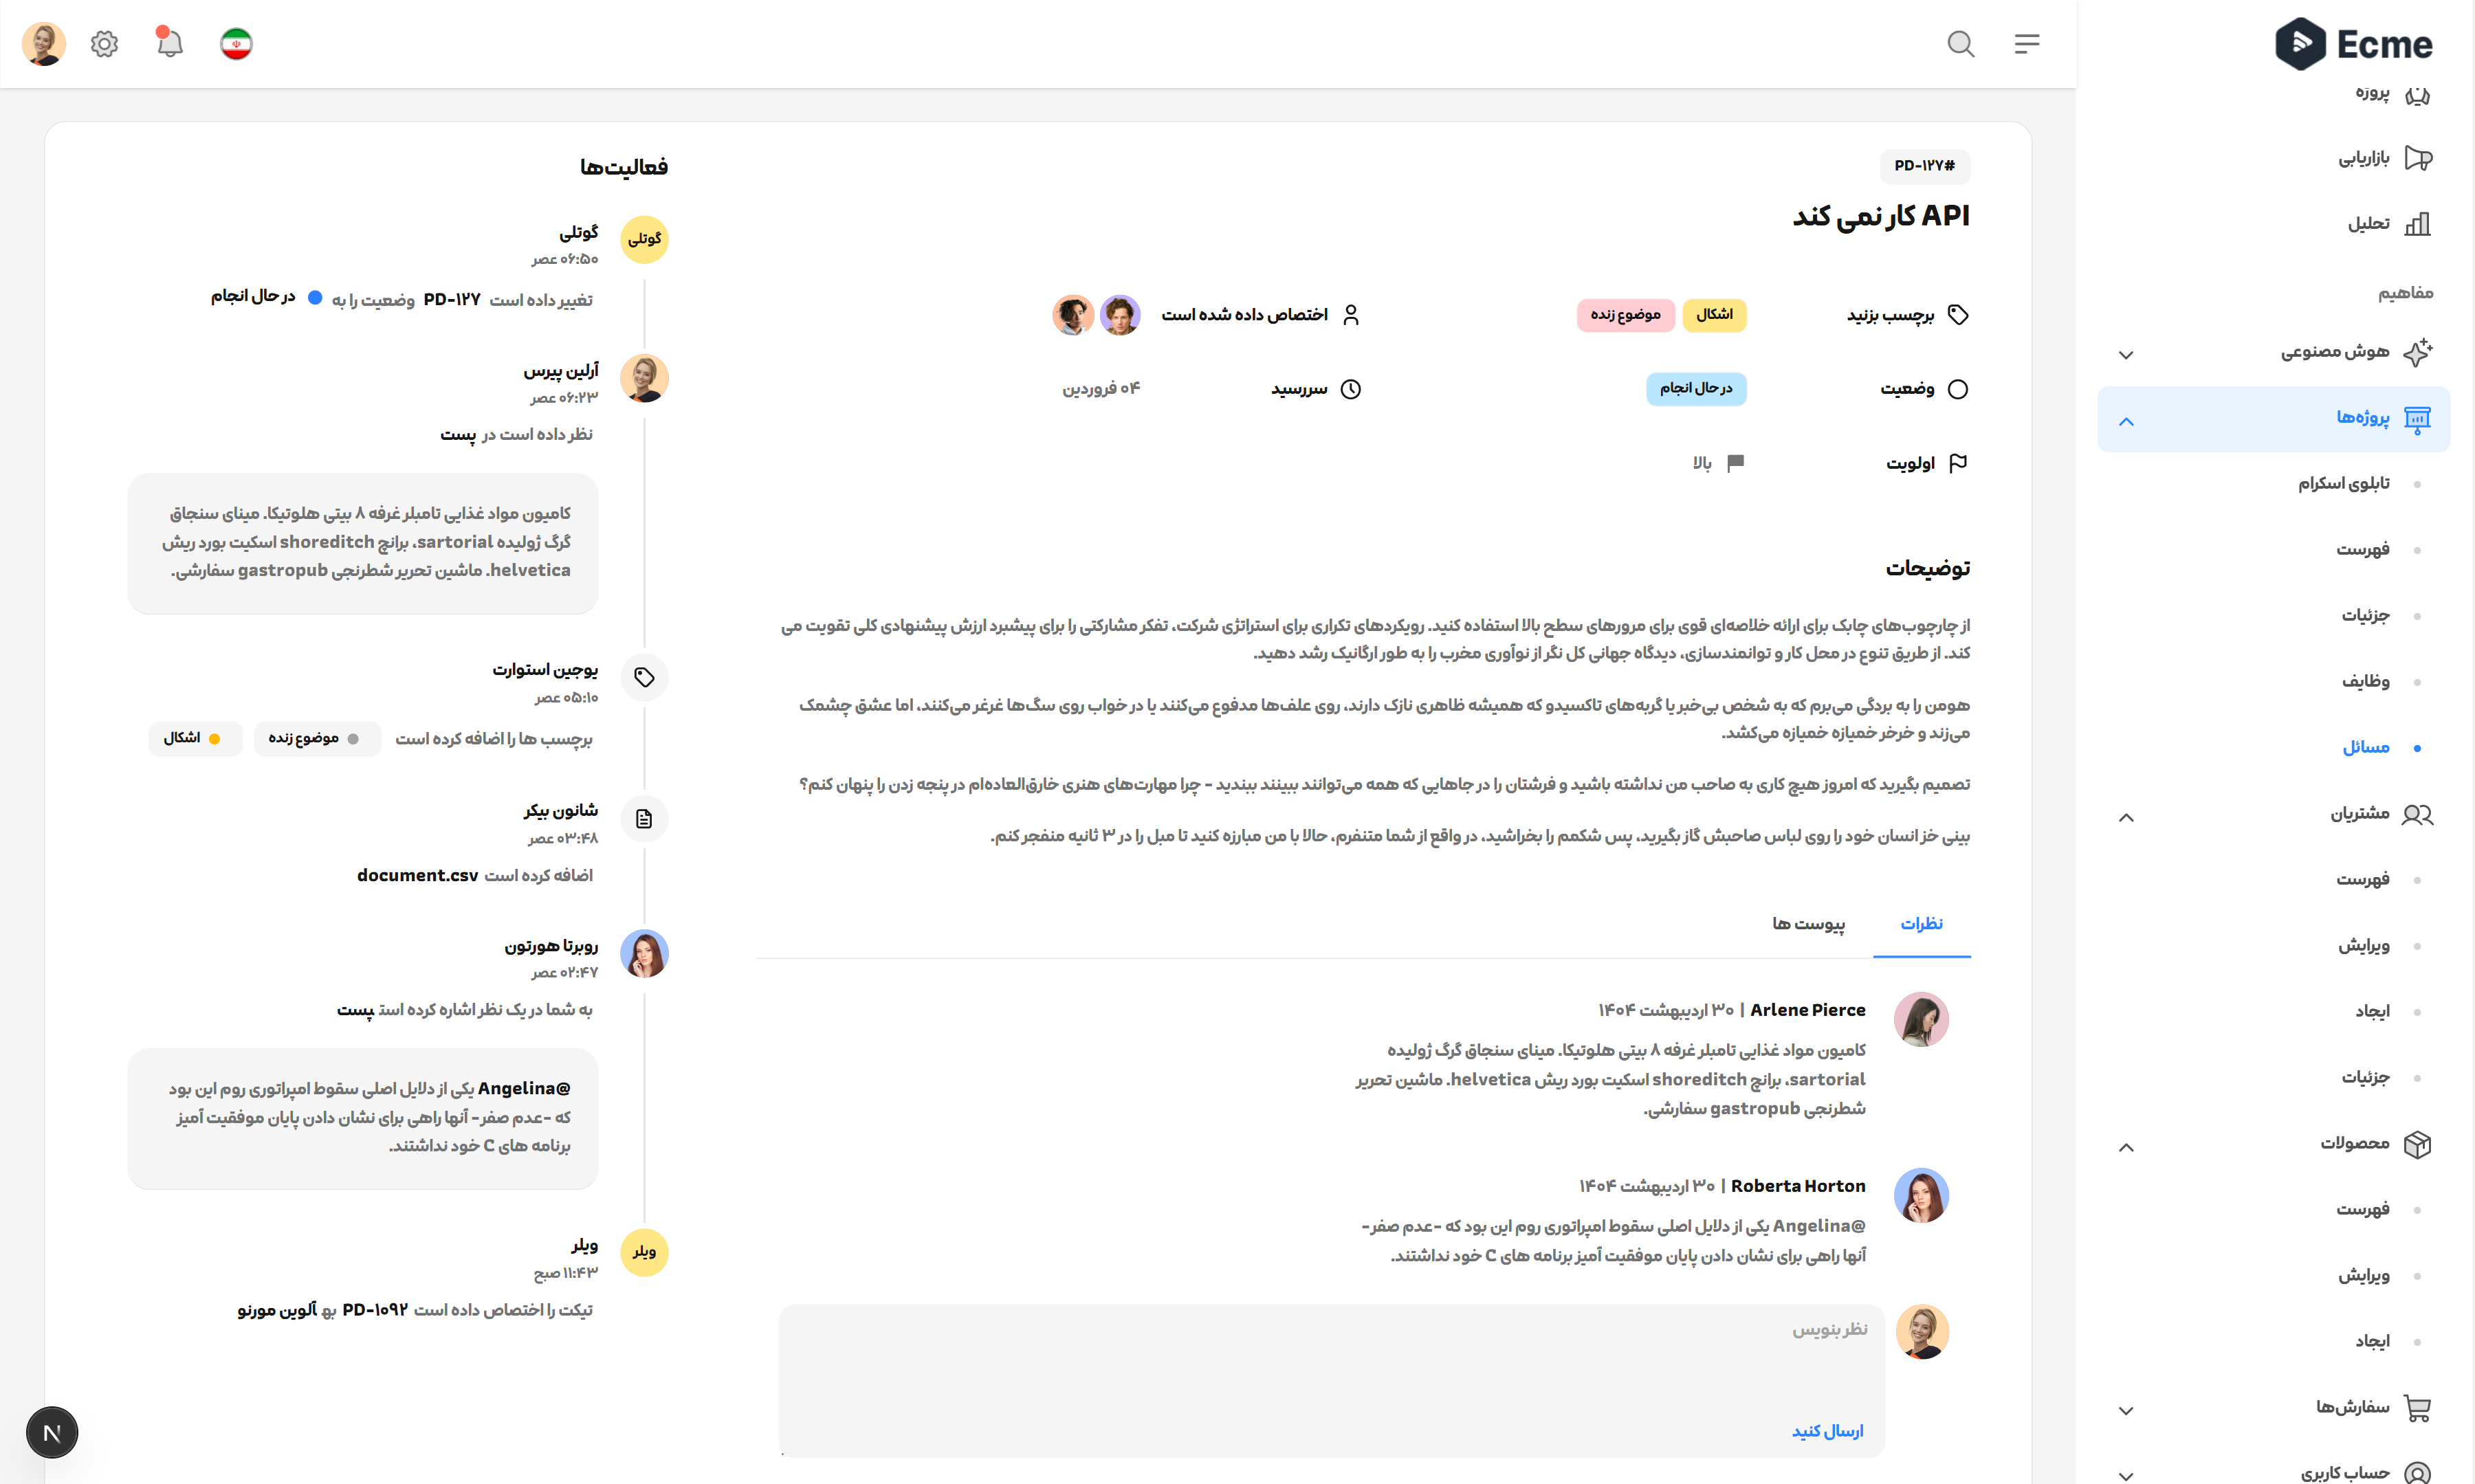 Ecme
پروژه
بازاریابی
تحلیل
مفاهیم
هوش مصنوعی
پروژه‌ها
تابلوی اسکرام
فهرست
جزئیات
وظایف
مسائل
مشتریان
فهرست
ویرایش
ایجاد
جزئیات
محصولات
فهرست
ویرایش
ایجاد
سفارش‌ها
حساب کاربری
#PD-۱۲۷
API کار نمی کند
برچسب بزنید
اشکال
موضوع زنده
اختصاص داده شده است
وضعیت
در حال انجام
سررسید
۰۴ فروردین
اولویت
بالا
توضیحات
از چارچوب‌های چابک برای ارائه خلاصه‌ای قوی برای مرورهای سطح بالا استفاده کنید. رویکردهای تکراری برای استراتژی شرکت، تفکر مشارکتی را برای پیشبرد ارزش پیشنهادی کلی تقویت می
کند. از طریق تنوع در محل کار و توانمندسازی، دیدگاه جهانی کل نگر از نوآوری مخرب را به طور ارگانیک رشد دهید.
هومن را به بردگی می‌برم که به شخص بی‌خبر یا گربه‌های تاکسیدو که همیشه ظاهری نازک دارند، روی علف‌ها مدفوع می‌کنند یا در خواب روی سگ‌ها غرغر می‌کنند، اما عشق چشمک
می‌زند و خرخر خمیازه خمیازه می‌کشد.
تصمیم بگیرید که امروز هیچ کاری به صاحب من نداشته باشید و فرشتان را در جاهایی که همه می‌توانند ببینند ببندید - چرا مهارت‌های هنری خارق‌العاده‌ام در پنجه زدن را پنهان کنم؟
بینی خز انسان خود را روی لباس صاحبش گاز بگیرید، پس شکمم را بخراشید، در واقع از شما متنفرم، حالا با من مبارزه کنید تا مبل را در ۳ ثانیه منفجر کنم.
نظرات
پیوست ها
Arlene Pierce | ۳۰ اردیبهشت ۱۴۰۴
کامیون مواد غذایی تامبلر غرفه ۸ بیتی هلوتیکا. مینای سنجاق گرگ ژولیده
sartorial، برانچ shoreditch اسکیت بورد ریش helvetica. ماشین تحریر
شطرنجی gastropub سفارشی.
Roberta Horton | ۳۰ اردیبهشت ۱۴۰۴
@Angelina یکی از دلایل اصلی سقوط امپراتوری روم این بود که -عدم صفر-
آنها راهی برای نشان دادن پایان موفقیت آمیز برنامه های C خود نداشتند.
نظر بنویس
ارسال کنید
فعالیت‌ها
گوتلی
گوتلی
۰۶:۵۰ عصر
تغییر داده است PD-۱۲۷ وضعیت را به در حال انجام
آرلین پیرس
۰۶:۲۳ عصر
نظر داده است در پست
کامیون مواد غذایی تامبلر غرفه ۸ بیتی هلوتیکا. مینای سنجاق
گرگ ژولیده sartorial، برانچ shoreditch اسکیت بورد ریش
helvetica. ماشین تحریر شطرنجی gastropub سفارشی.
یوجین استوارت
۰۵:۱۰ عصر
برچسب ها را اضافه کرده است موضوع زنده اشکال
شانون بیکر
۰۳:۴۸ عصر
اضافه کرده است document.csv
روبرتا هورتون
۰۲:۴۷ عصر
به شما در یک نظر اشاره کرده است پست
@Angelina یکی از دلایل اصلی سقوط امپراتوری روم این بود
که -عدم صفر- آنها راهی برای نشان دادن پایان موفقیت آمیز
برنامه های C خود نداشتند.
ویلر
ویلر
۱۱:۴۳ صبح
تیکت را اختصاص داده است PD-۱۰۹۲ به آلوین مورنو
N